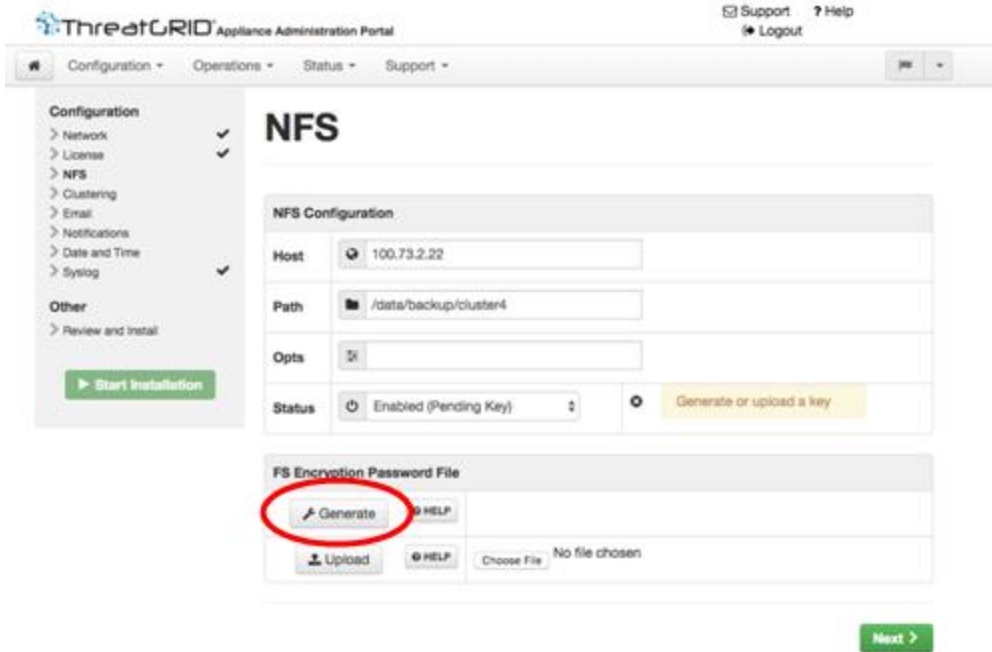 Support ? Help
ThreatGRID Appliance Administration Portal
Logout
Configuration Operations Status Support
Configuration
Network
License
NFS
Clustering
Email
Notifications
Date and Time
Syslog
Other
Review and Install
Start Installation
NFS
NFS Configuration
Host 100.73.2.22
Path /data/backup/cluster4
Opts
Status Enabled (Pending Key) Generate or upload a key
FS Encryption Password File
Generate HELP
Upload HELP Choose File No file chosen
Next